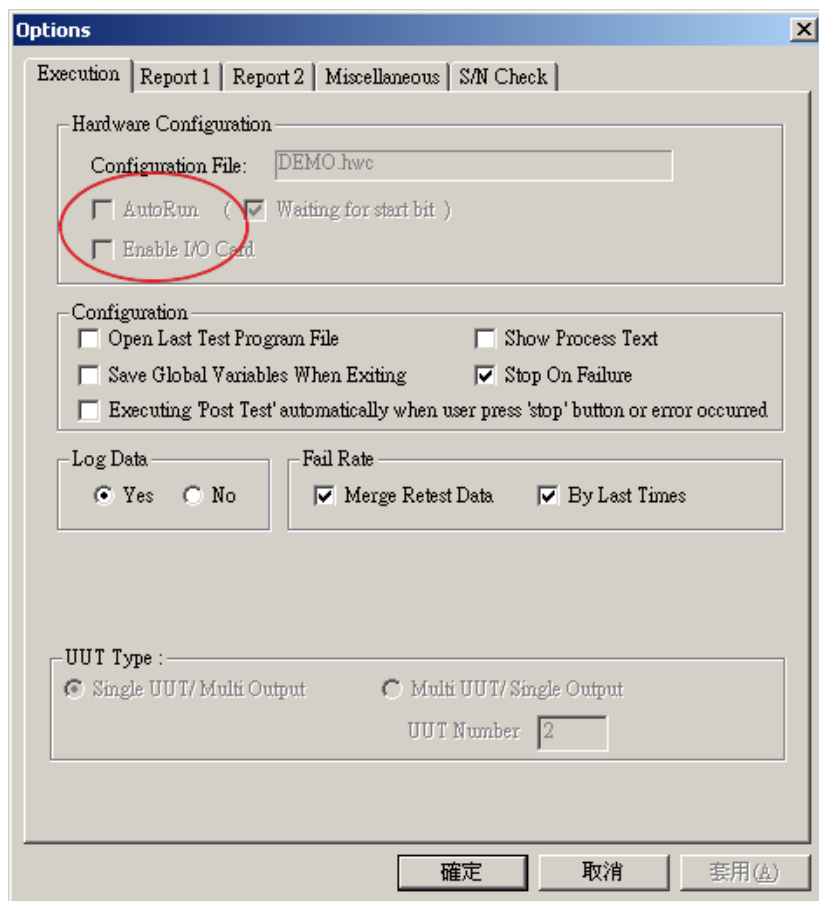 Options
Execution Report 1 Report 2 Miscellaneous S/N Check
Hardware Configuration
Configuration File: DEMO.hwc
AutoRun ( Waiting for start bit )
Enable I/O Card
Configuration
Open Last Test Program File Show Process Text
Save Global Variables When Exiting Stop On Failure
Executing 'Post Test' automatically when user press 'stop' button or error occurred
Log Data Fail Rate
Yes No Merge Retest Data By Last Times
UUT Type :
Single UUT/ Multi Output Multi UUT/ Single Output
UUT Number 2
確定 取消 套用(A)